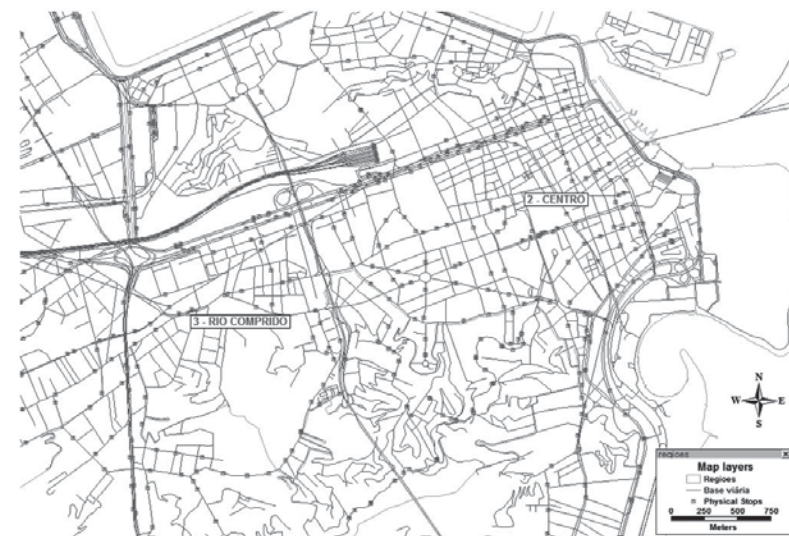 2 - CENTRO
3 - RIO COMPRIDO
N
W E
S
regioes x
Map layers
Regioes
Base viária
Physical Stops
0 250 500 750
Meters